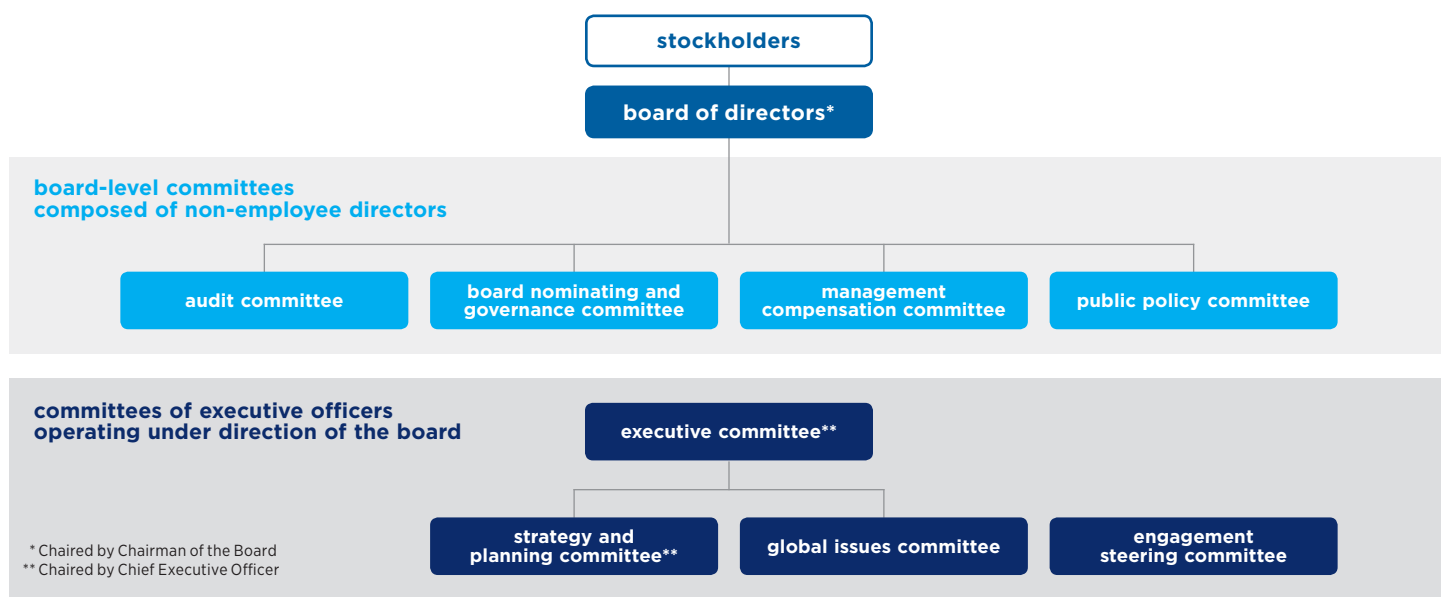 stockholders
board of directors*
board-level committees
composed of non-employee directors
audit committee
board nominating and
governance committee
management
compensation committee
public policy committee
committees of executive officers
operating under direction of the board
executive committee**
strategy and
planning committee**
global issues committee
engagement
steering committee
* Chaired by Chairman of the Board
** Chaired by Chief Executive Officer